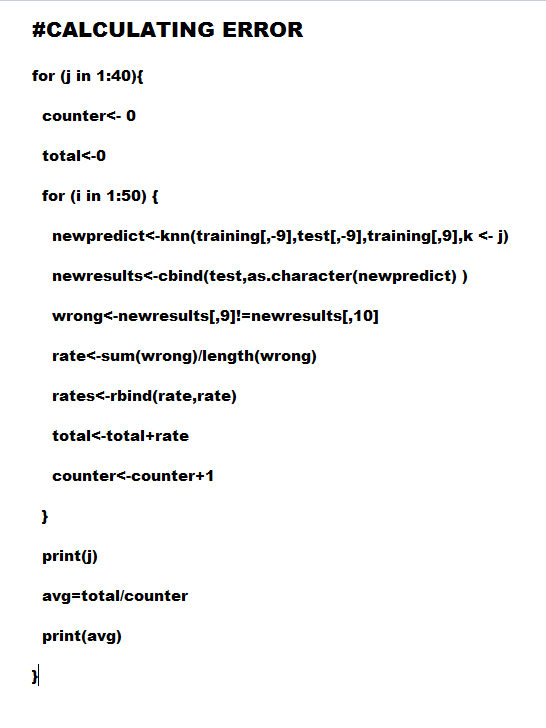 #CALCULATING ERROR
for (j in 1:40){
counter<- 0
total<-0
for (i in 1:50) {
newpredict<-knn(training[,-9],test[,-9],training[,9],k <- j)
newresults<-cbind(test,as.character(newpredict) )
wrong<-newresults[,9]!=newresults[,10]
rate<-sum(wrong)/length(wrong)
rates<-rbind(rate,rate)
total<-total+rate
counter<-counter+1
}
print(j)
avg=total/counter
print(avg)
}